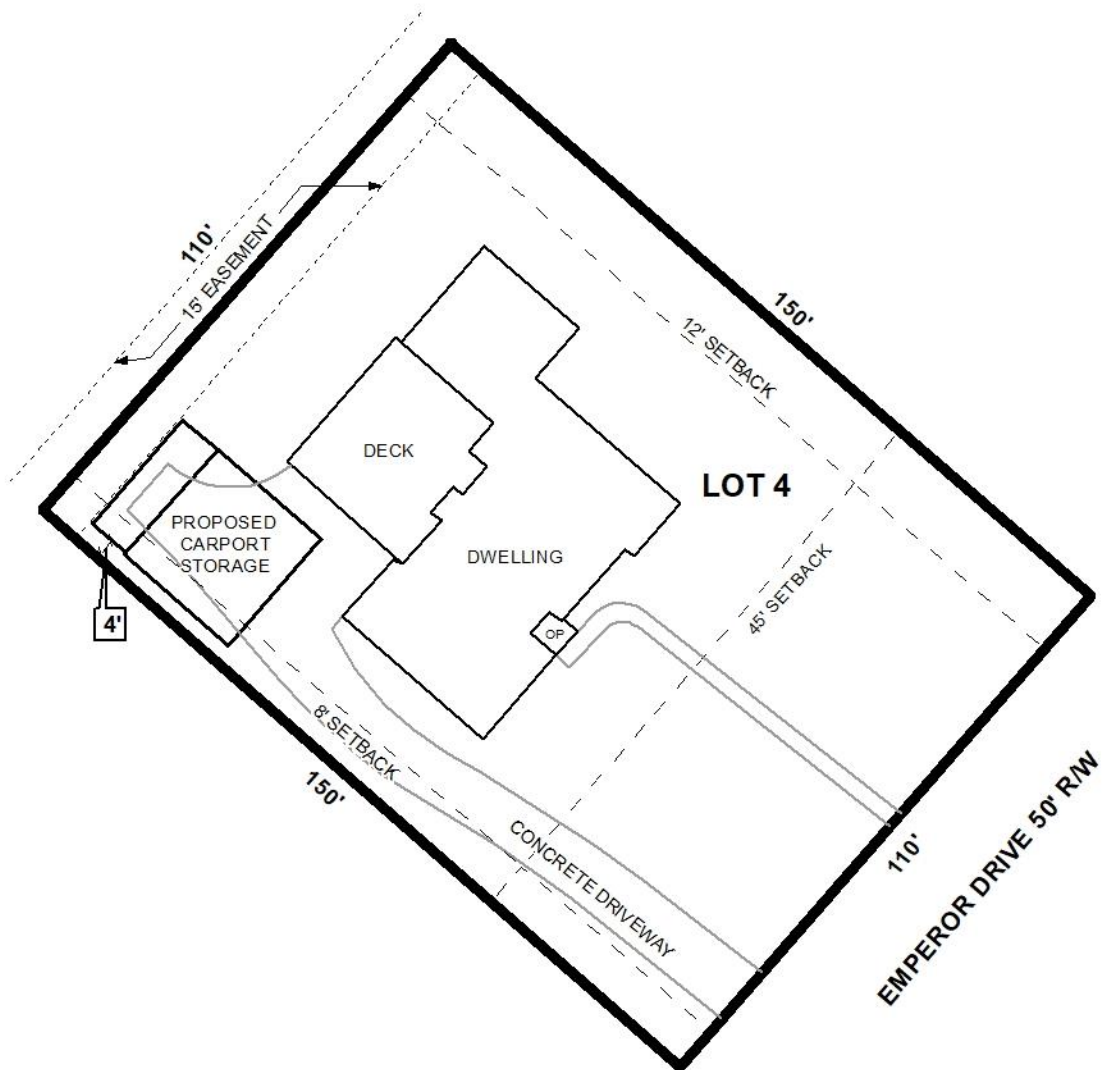 110'
15' EASEMENT
150'
12' SETBACK
DECK
LOT 4
PROPOSED
CARPORT
STORAGE
DWELLING
45' SETBACK
4'
OP
8' SETBACK
150'
CONCRETE DRIVEWAY
110'
EMPEROR DRIVE 50' R/W